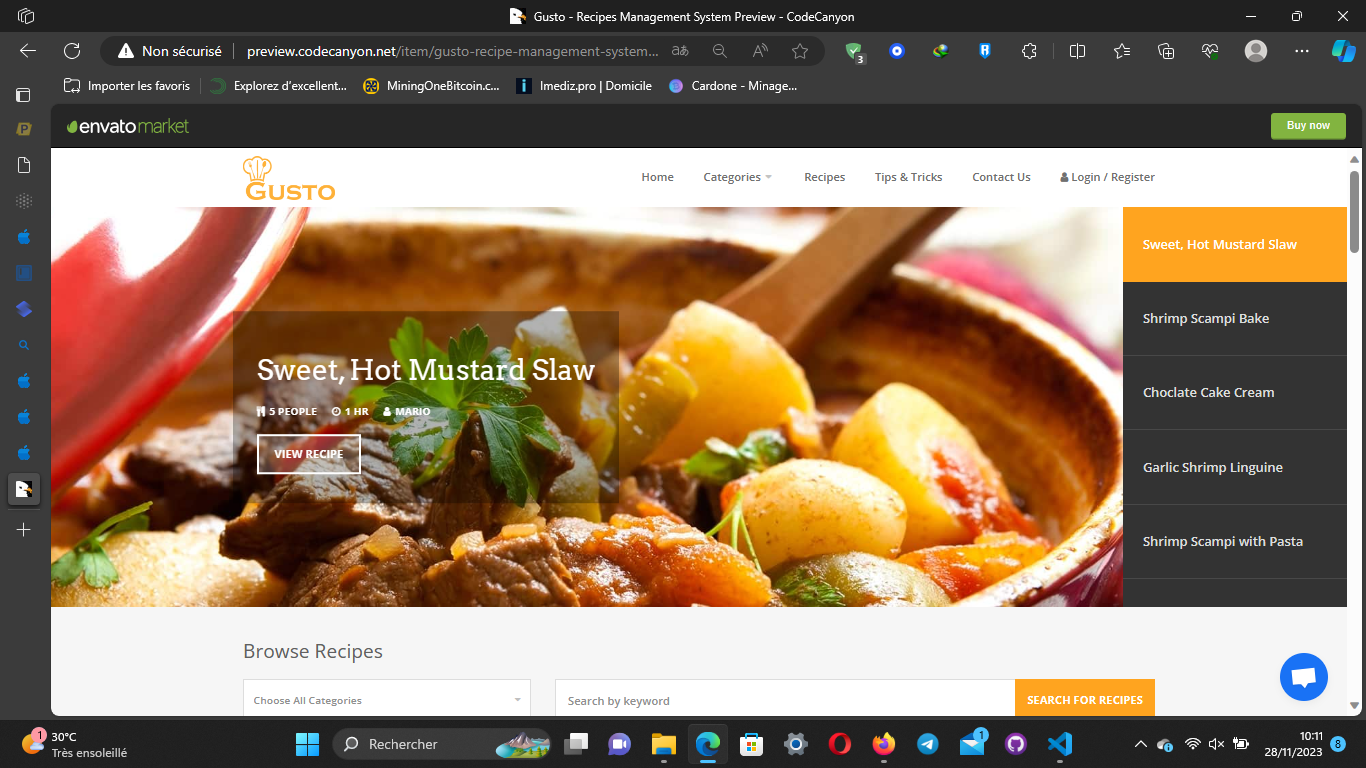 Gusto - Recipes Management System Preview - CodeCanyon
Non sécurisé
preview.codecanyon.net/item/gusto-recipe-management-system...
3
Importer les favoris
Explorez d'excellent...
MiningOneBitcoin.c...
Imediz.pro | Domicile
Cardone - Minage...
envatomarket
Buy now
GUSTO
Home
Categories
Recipes
Tips & Tricks
Contact Us
Login / Register
Sweet, Hot Mustard Slaw
5 PEOPLE 1 HR MARIO
VIEW RECIPE
Sweet, Hot Mustard Slaw
Shrimp Scampi Bake
Choclate Cake Cream
Garlic Shrimp Linguine
Shrimp Scampi with Pasta
Browse Recipes
Choose All Categories
Search by keyword
SEARCH FOR RECIPES
1
30°C
Très ensoleillé
Rechercher
1
10:11
28/11/2023
8